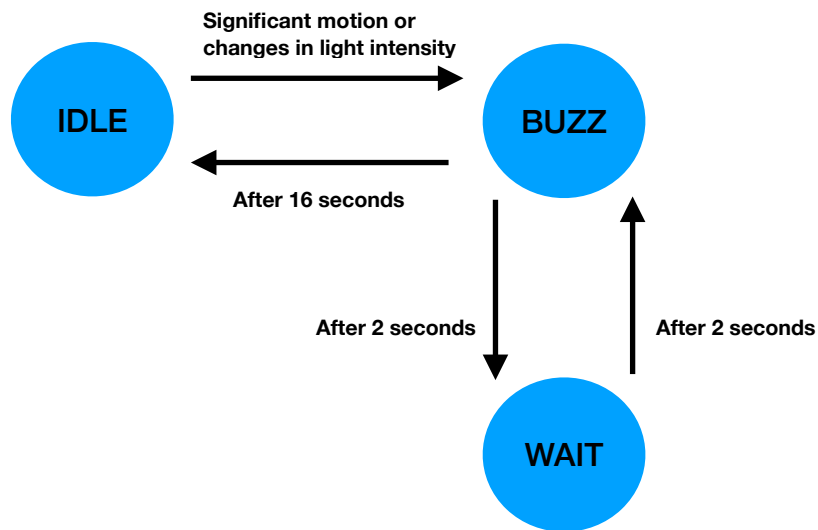 Significant motion or
changes in light intensity
IDLE
BUZZ
After 16 seconds
After 2 seconds
After 2 seconds
WAIT